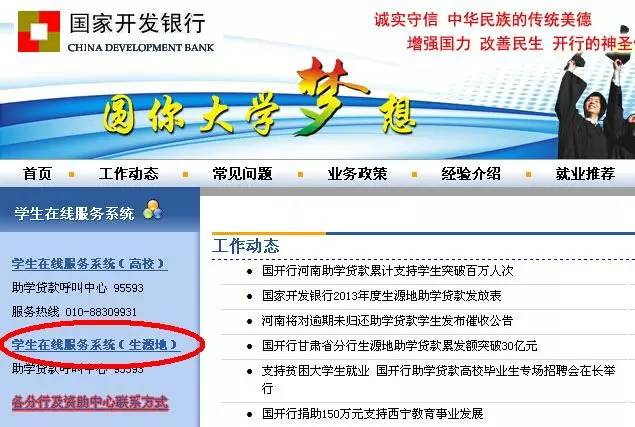 国家开发银行
CHINA DEVELOPMENT BANK
诚实守信 中华民族的传统美德
增强国力 改善民生 开行的神圣
圆你大学梦想
首页 工作动态 常见问题 业务政策 经验介绍 就业推荐
学生在线服务系统
学生在线服务系统(高校)
助学贷款呼叫中心 95593
服务热线 010-88309931
学生在线服务系统(生源地)
助学贷款呼叫中心 95593
各分行及资助中心联系方式
工作动态
国开行河南助学贷款累计支持学生突破百万人次
国家开发银行2013年度生源地助学贷款发放表
河南将对逾期未归还助学贷款学生发布催收公告
国开行甘肃省分行生源地助学贷款累发额突破30亿元
支持贫困大学生就业 国开行助学贷款高校毕业生专场招聘会在长举
行
国开行捐助150万元支持西宁教育事业发展